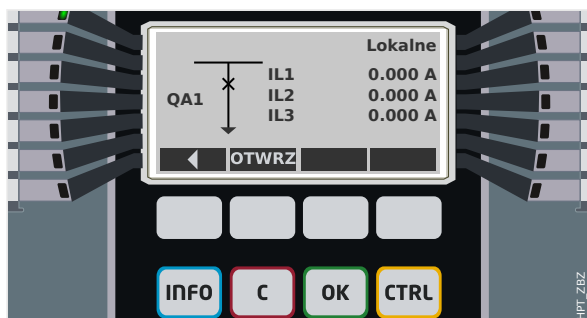 Lokalne
IL1 0.000 A
QA1 IL2 0.000 A
IL3 0.000 A
OTWRZ
INFO C OK CTRL
HPT_ZBZ